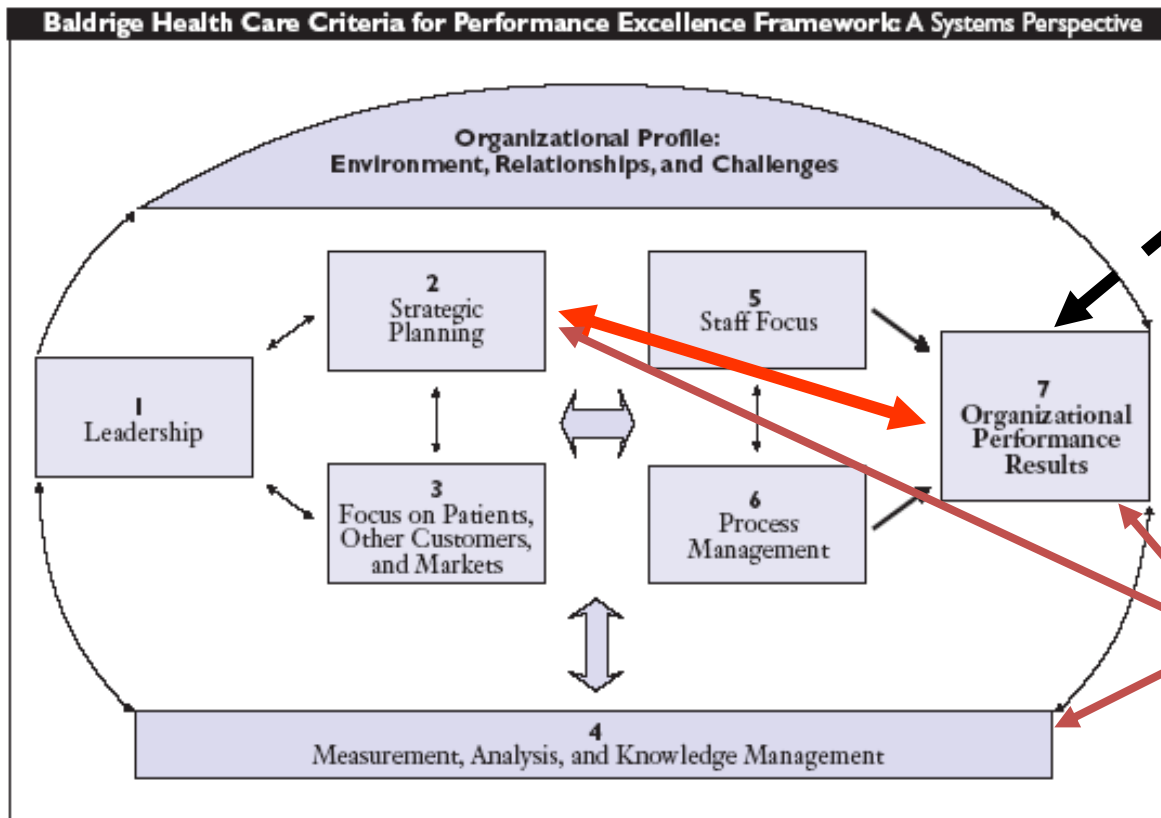 Baldrige Health Care Criteria for Performance Excellence Framework: A Systems Perspective
Organizational Profile:
Environment, Relationships, and Challenges
2
Strategic
Planning
5
Staff Focus
1
Leadership
7
Organizational
Performance
Results
3
Focus on Patients,
Other Customers,
and Markets
6
Process
Management
4
Measurement, Analysis, and Knowledge Management